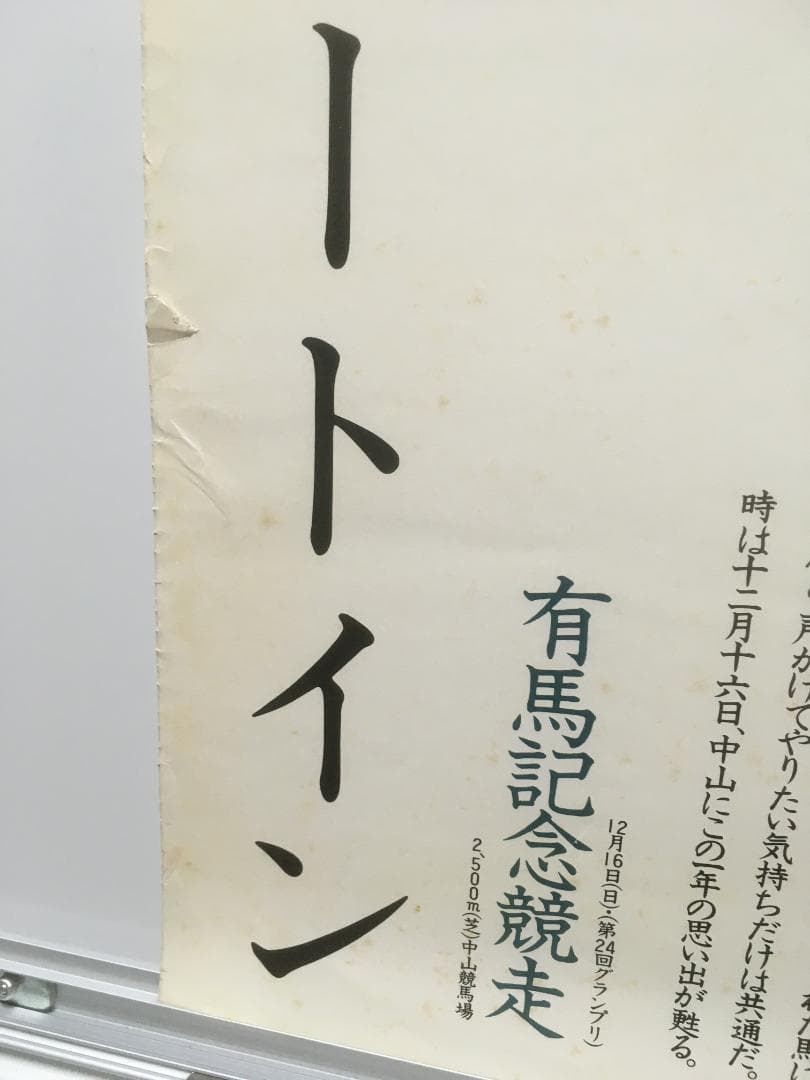 声かけてやりたい気持ちだけは共通だ。
時は十二月十六日、中山にこの一年の思い出が甦る。
12月16日(日)・(第24回グランプリ)
有馬記念競走
2,500m(芝)中山競馬場
ートイン